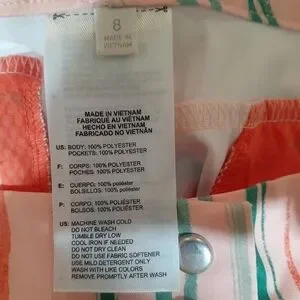 8
MADE IN
VIETNAM
MADE IN VIETNAM
FABRIQUE AU VIETNAM
HECHO EN VIETNAM
FABRICADO NO VIETNÃN
US: BODY: 100% POLYESTER
POCKETS: 100% POLYESTER
F: CORPS: 100% POLYESTER
POCHES: 100% POLYESTER
E: CUERPO: 100% poliéster
BOLSILLOS: 100% poliéster
P: CORPO: 100% POLIÉSTER
BOLSOS: 100% POLIÉSTER
US: MACHINE WASH COLD
DO NOT BLEACH
TUMBLE DRY LOW
COOL IRON IF NEEDED
DO NOT DRY CLEAN
DO NOT USE FABRIC SOFTENER
USE MILD DETERGENT ONLY
WASH WITH LIKE COLORS
REMOVE PROMPTLY AFTER WASH